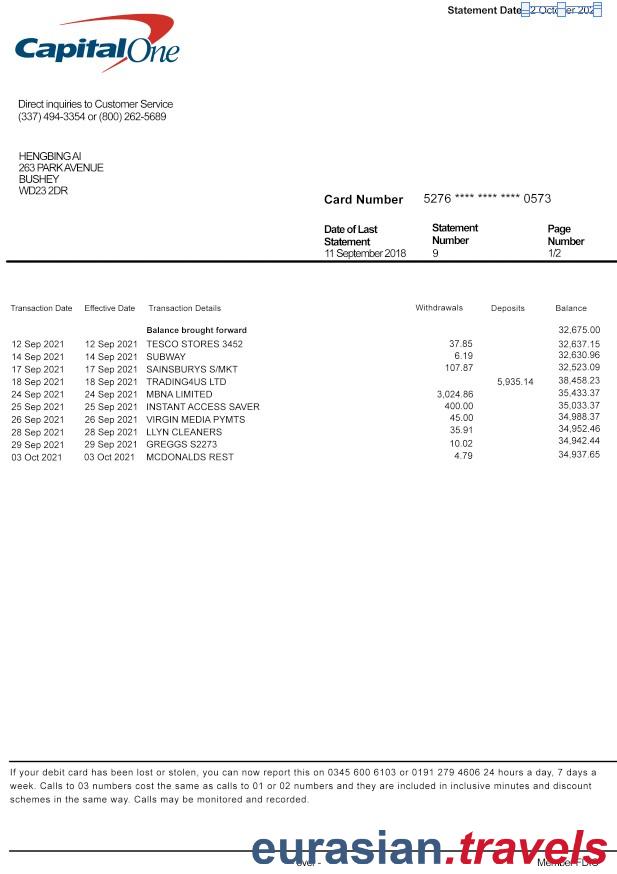 Statement Date
CapitalOne
Direct inquiries to Customer Service
(337) 494-3354 or (800) 262-5689
HENGBING AI
263 PARK AVENUE
BUSHEY
WD23 2DR
Card Number 5276 **** **** **** 0573
Date of Last Statement Page
Statement Number Number
11 September 2018 9 1/2
Transaction Date Effective Date Transaction Details Withdrawals Deposits Balance
Balance brought forward 32,675.00
12 Sep 2021 12 Sep 2021 TESCO STORES 3452 37.85 32,637.15
14 Sep 2021 14 Sep 2021 SUBWAY 6.19 32,630.96
17 Sep 2021 17 Sep 2021 SAINSBURYS S/MKT 107.87 32,523.09
18 Sep 2021 18 Sep 2021 TRADING4US LTD 5,935.14 38,458.23
24 Sep 2021 24 Sep 2021 MBNA LIMITED 3,024.86 35,433.37
25 Sep 2021 25 Sep 2021 INSTANT ACCESS SAVER 400.00 35,033.37
26 Sep 2021 26 Sep 2021 VIRGIN MEDIA PYMTS 45.00 34,988.37
28 Sep 2021 28 Sep 2021 LLYN CLEANERS 35.91 34,952.46
29 Sep 2021 29 Sep 2021 GREGGS S2273 10.02 34,942.44
03 Oct 2021 03 Oct 2021 MCDONALDS REST 4.79 34,937.65
If your debit card has been lost or stolen, you can now report this on 0345 600 6103 or 0191 279 4606 24 hours a day, 7 days a
week. Calls to 03 numbers cost the same as calls to 01 or 02 numbers and they are included in inclusive minutes and discount
schemes in the same way. Calls may be monitored and recorded.
eurasian.travels
Member FDIC